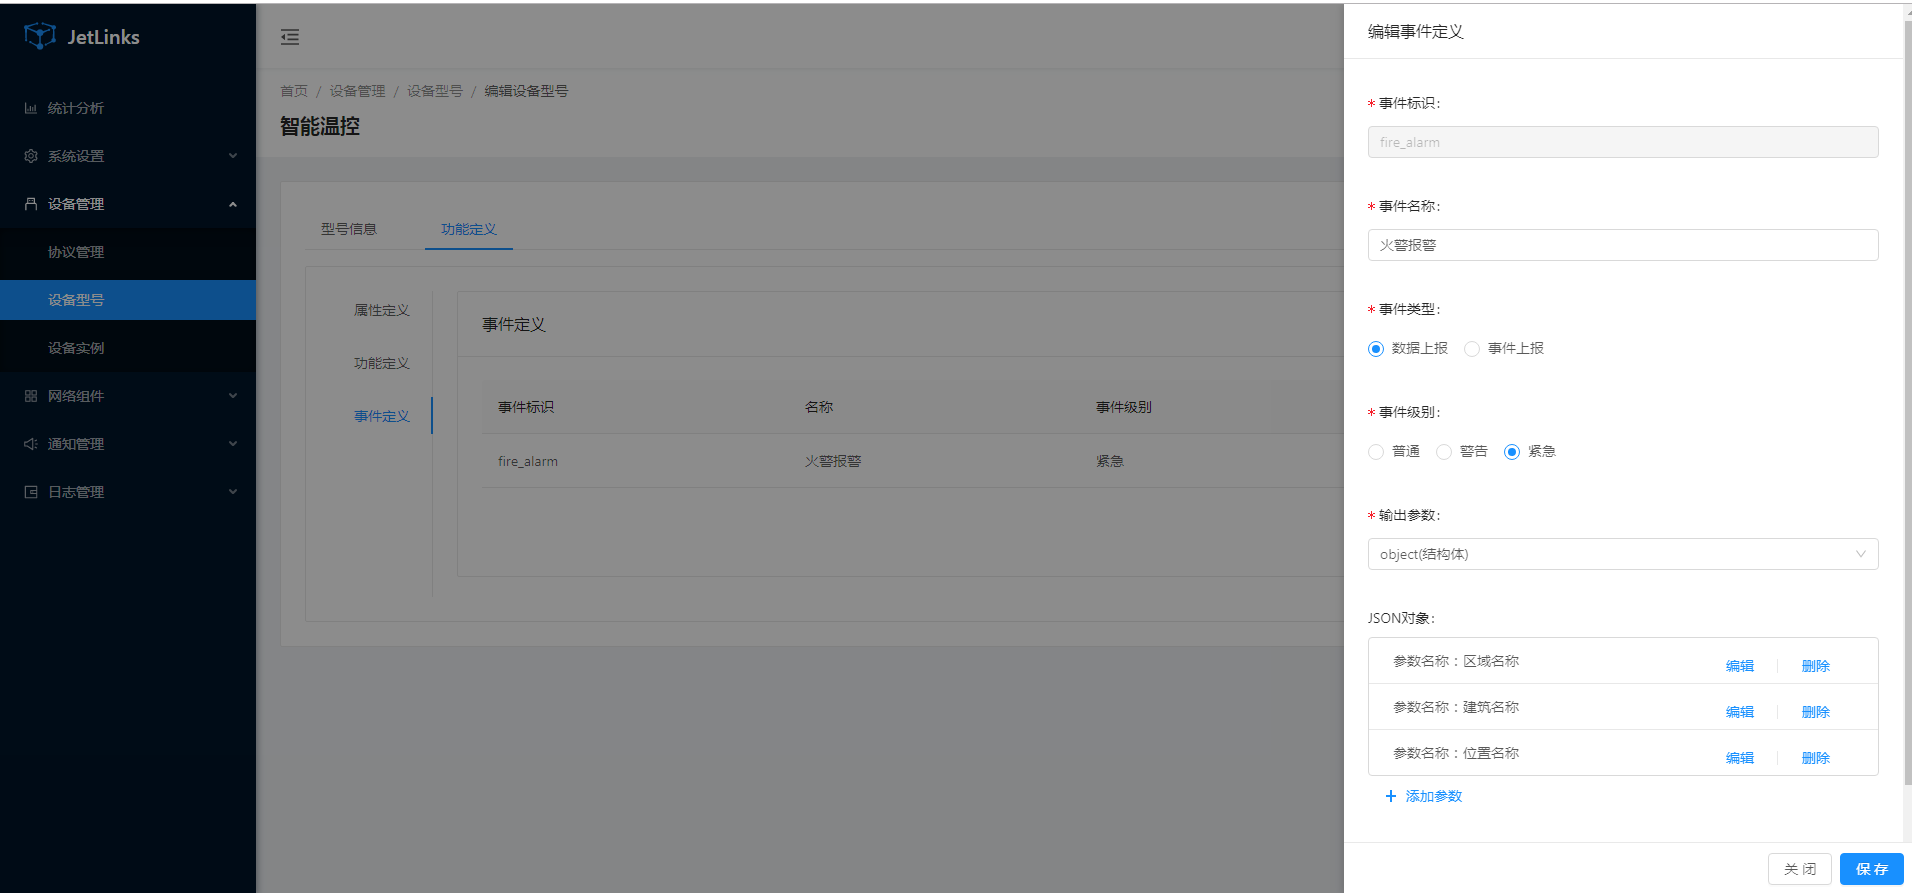 JetLinks
统计分析
系统设置
设备管理
协议管理
设备型号
设备实例
网络组件
通知管理
日志管理
首页 / 设备管理 / 设备型号 / 编辑设备型号
智能温控
型号信息 功能定义
属性定义
功能定义
事件定义
事件定义
事件标识 名称 事件级别
fire_alarm 火警报警 紧急
编辑事件定义
* 事件标识:
fire_alarm
* 事件名称:
火警报警
* 事件类型:
数据上报 事件上报
* 事件级别:
普通 警告 紧急
* 输出参数:
object(结构体)
JSON对象:
参数名称：区域名称 编辑 删除
参数名称：建筑名称 编辑 删除
参数名称：位置名称 编辑 删除
+ 添加参数
关 闭 保 存